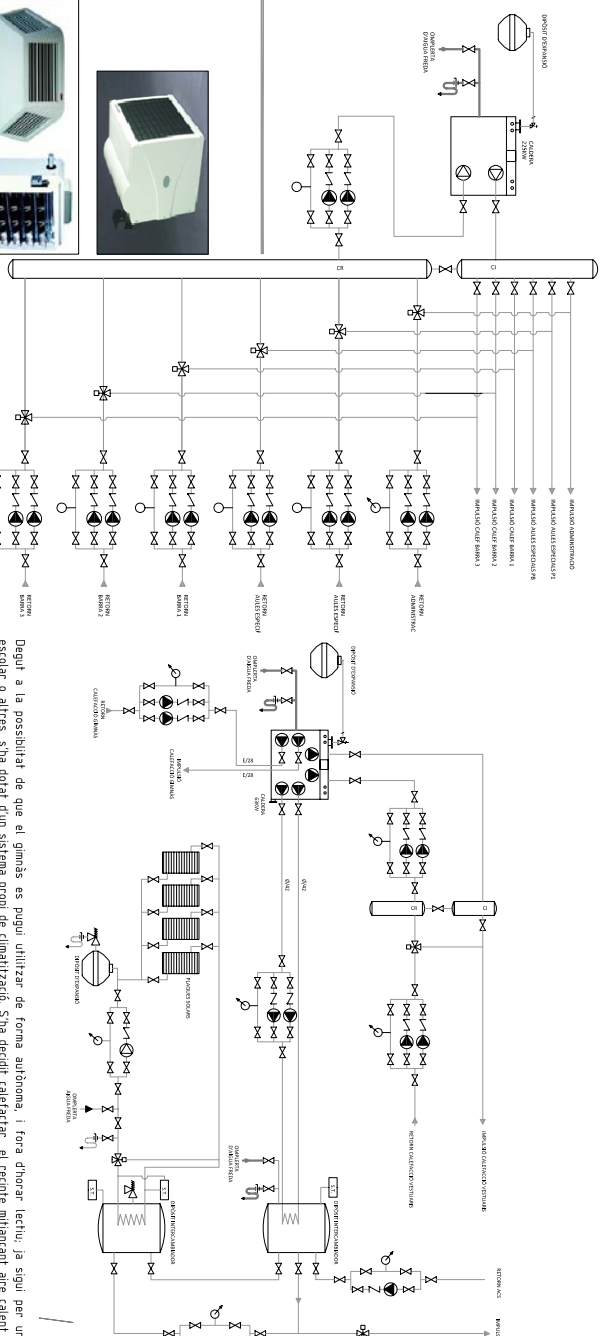 DIPÒSIT D'EXPANSIÓ
OMPLERTA
D'AIGUA FREDA
CALDERA
225KW
CR
CI
IMPULSIÓ ADMINSITRACIÓ
IMPULSIÓ AULES ESPECIALS P1
IMPULSIÓ AULES ESPECIALS PB
IMPULSIÓ CALEF BARRA 1
IMPULSIÓ CALEF BARRA 2
IMPULSIÓ CALEF BARRA 3
RETORN
ADMINISTRAC
RETORN
AULES ESPECIF
RETORN
AULES ESPECIF
RETORN
BARRA 1
RETORN
BARRA 2
RETORN
BARRA 3
DIPÒSIT D'EXPANSIÓ
OMPLERTA
D'AIGUA FREDA
RETORN
CALEFACCIÓ GIMNÀS
IMPULSIÓ
CALEFACCIÓ GIMNÀS
CALDERA
CR
CI
PLAQUES SOLARS
DIPÒSIT D'EXPANSIÓ
OMPLERTA
AIGUA FREDA
OMPLERTA
D'AIGUA FREDA
S.T.
S.T.
S.T.
DIPÒSIT INTERCANVIADOR
DIPÒSIT INTERCANVIADOR
RETORN CALEFACCIÓ VESTUARIS
IMPULSIÓ CALEFACCIÓ VESTUARIS
RETORN ACS
IMPULS
Degut a la possiblitat de que el gimnàs es pugui utilitzar de forma autònoma, i fora d'horari lectiu; ja sigui per ur
escolar o altres, s'ha dotat d'un sistema propi de climatització. S'ha decidit calefactar el recinte mitjançant aire calent